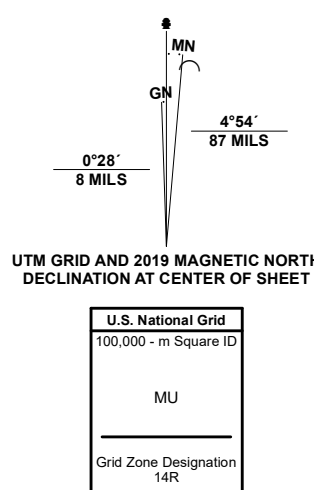 MN
GN
4°54´
87 MILS
0°28´
8 MILS
UTM GRID AND 2019 MAGNETIC NORTH
DECLINATION AT CENTER OF SHEET
U.S. National Grid
100,000 - m Square ID
MU
Grid Zone Designation
14R